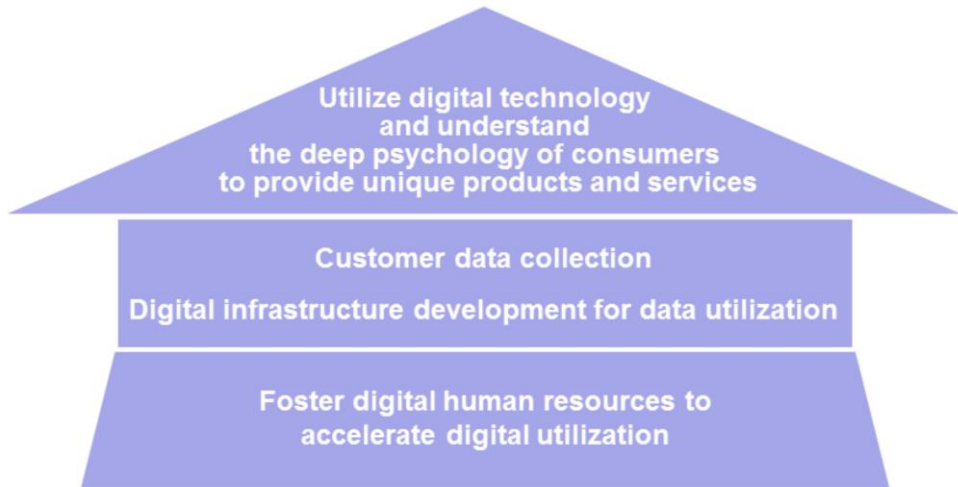 Utilize digital technology
and understand
the deep psychology of consumers
to provide unique products and services
Customer data collection
Digital infrastructure development for data utilization
Foster digital human resources to
accelerate digital utilization